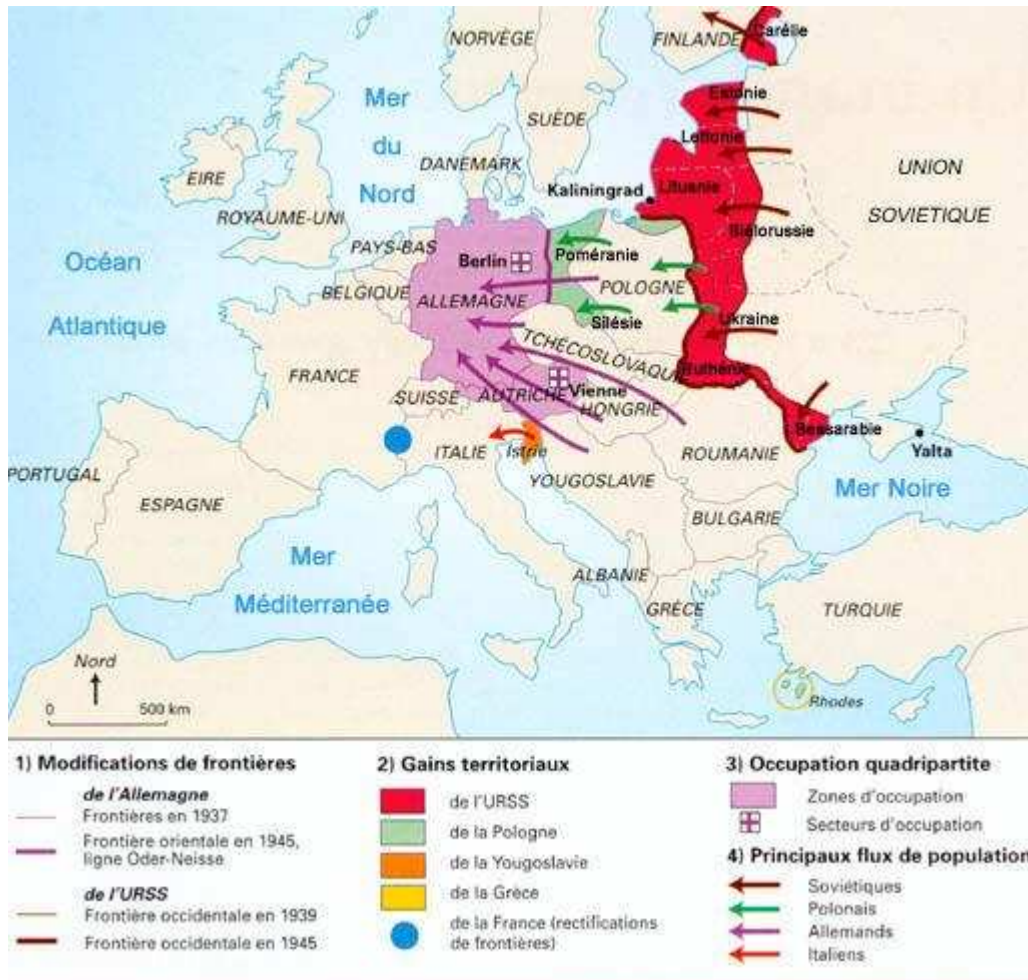 NORVÈGE
FINLANDE
Carélie
Mer
du
Nord
SUÈDE
Estonie
Lettonie
DANEMARK
EIRE
ROYAUME-UNI
Kaliningrad
Lituanie
UNION
SOVIETIQUE
Biélorussie
PAYS-BAS
Berlin
Poméranie
Océan
Atlantique
BELGIQUE
ALLEMAGNE
POLOGNE
Silésie
Ukraine
TCHÉCOSLOVAQUIE
Ruthénie
FRANCE
SUISSE
AUTRICHE
Vienne
HONGRIE
Bessarabie
Yalta
ITALIE
Istrie
ROUMANIE
PORTUGAL
ESPAGNE
YOUGOSLAVIE
Mer Noire
BULGARIE
Mer
Méditerranée
ALBANIE
GRÈCE
TURQUIE
Rhodes
Nord
0 500 km
1) Modifications de frontières
de l'Allemagne
Frontières en 1937
Frontière orientale en 1945,
ligne Oder-Neisse
de l'URSS
Frontière occidentale en 1939
Frontière occidentale en 1945
2) Gains territoriaux
de l'URSS
de la Pologne
de la Yougoslavie
de la Grèce
de la France (rectifications
de frontières)
3) Occupation quadripartite
Zones d'occupation
Secteurs d'occupation
4) Principaux flux de population
Soviétiques
Polonais
Allemands
Italiens